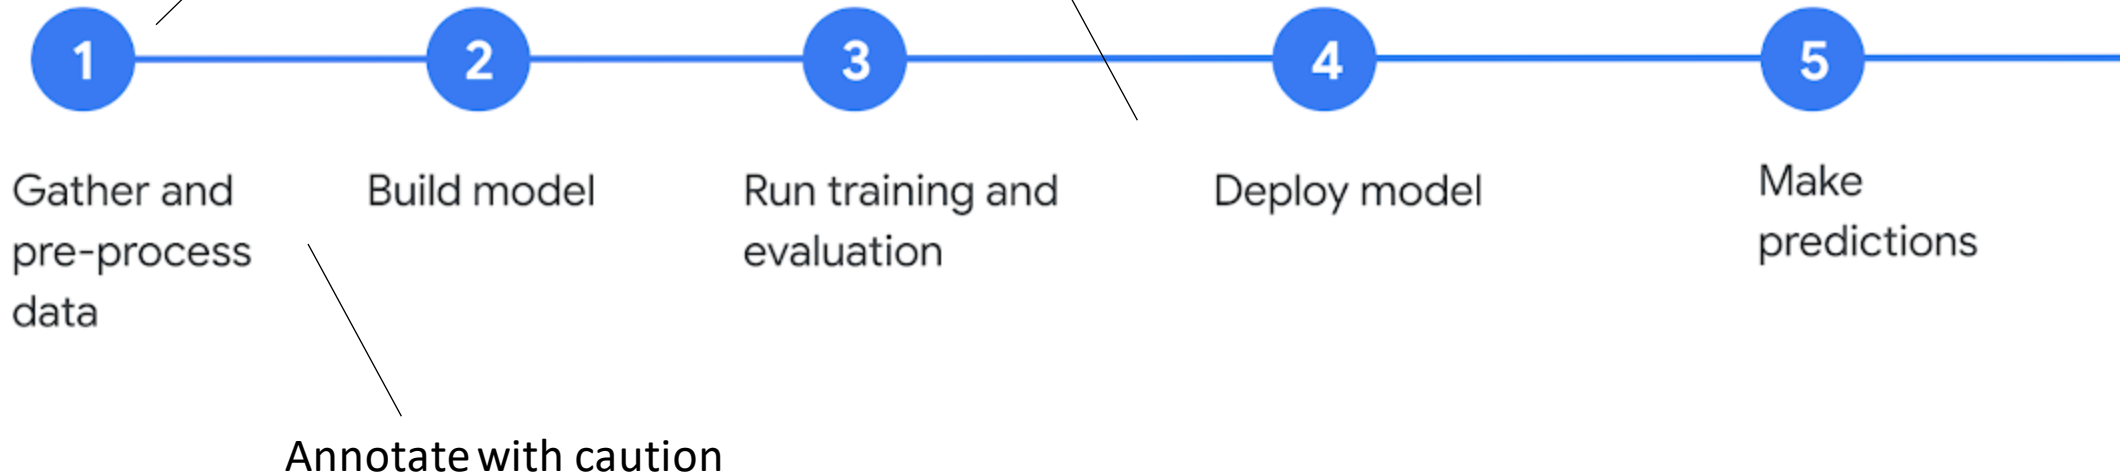 1 2 3 4 5
Gather and
pre-process
data
Build model
Run training and
evaluation
Deploy model
Make
predictions
Annotate with caution